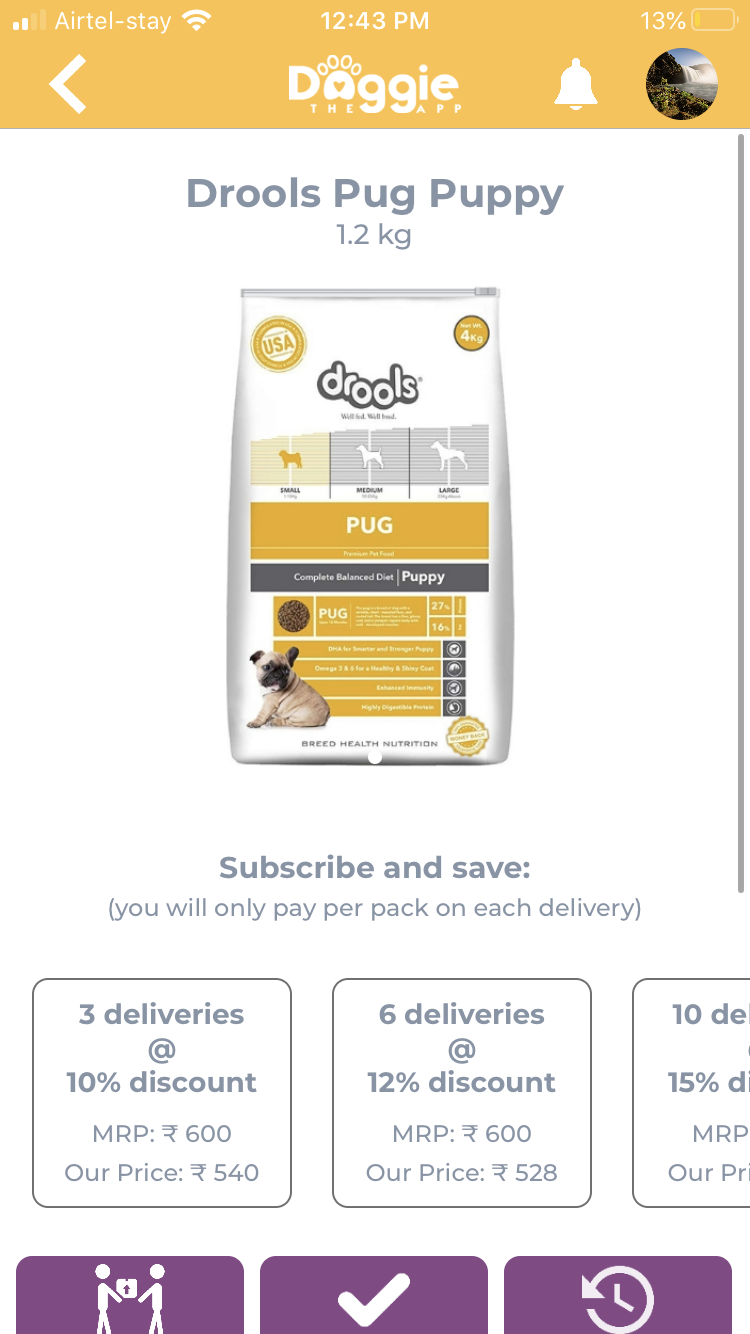 Airtel-stay
12:43 PM
13%
Doggie
THE APP
Drools Pug Puppy
1.2 kg
USA
Net Wt.
4Kg
drools
Well fed. Well bred.
SMALL
MEDIUM
LARGE
PUG
Premium Pet Food
Complete Balanced Diet | Puppy
PUG
27%
16%
DHA for Smarter and Stronger Puppy
Omega 3 & 6 for a Healthy & Shiny Coat
Enhanced Immunity
Highly Digestible Protein
MONEY BACK
BREED HEALTH NUTRITION
Subscribe and save:
(you will only pay per pack on each delivery)
3 deliveries
@
10% discount
MRP: ₹ 600
Our Price: ₹ 540
6 deliveries
@
12% discount
MRP: ₹ 600
Our Price: ₹ 528
10 del
15% di
MRP
Our Pri